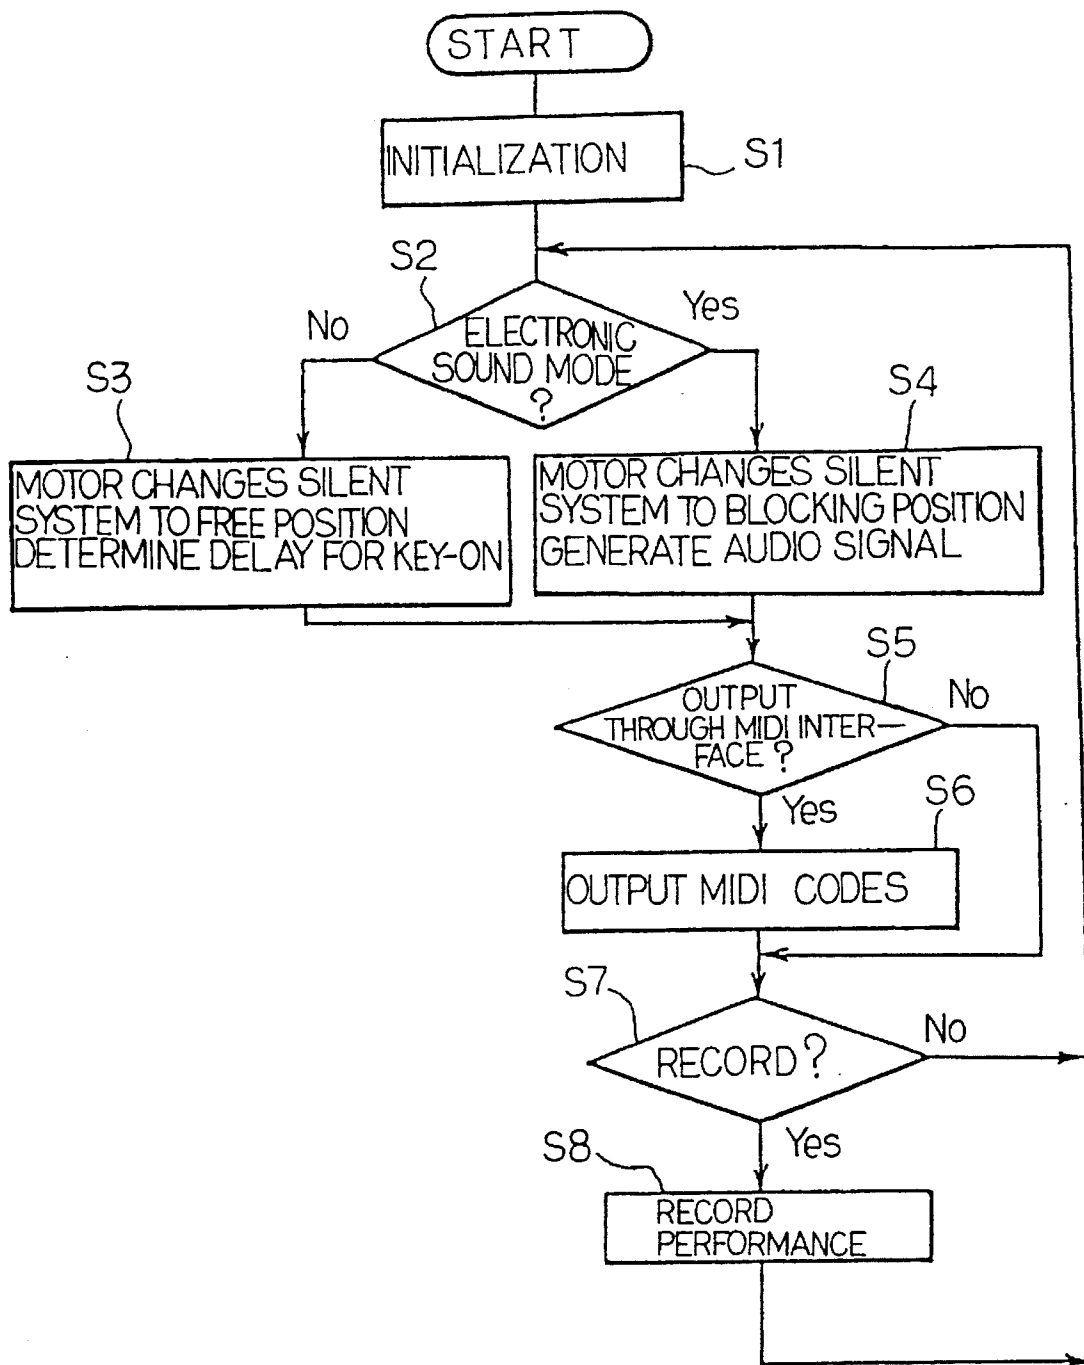 START
INITIALIZATION
S1
S2
No
Yes
ELECTRONIC
SOUND MODE
?
S3
S4
MOTOR CHANGES SILENT
SYSTEM TO FREE POSITION
DETERMINE DELAY FOR KEY-ON
MOTOR CHANGES SILENT
SYSTEM TO BLOCKING POSITION
GENERATE AUDIO SIGNAL
S5
No
OUTPUT
THROUGH MIDI INTER-
FACE ?
Yes
S6
OUTPUT MIDI CODES
S7
No
RECORD ?
Yes
S8
RECORD
PERFORMANCE